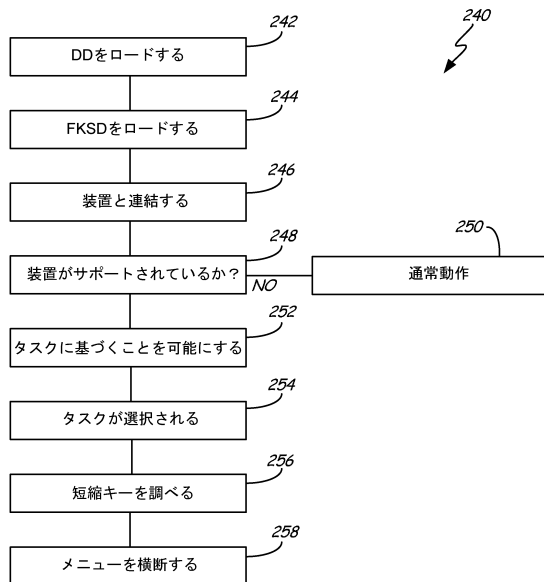 240
242
DDをロードする
244
FKSDをロードする
246
装置と連結する
248
装置がサポートされているか?
NO
250
通常動作
252
タスクに基づくことを可能にする
254
タスクが選択される
256
短縮キーを調べる
258
メニューを横断する